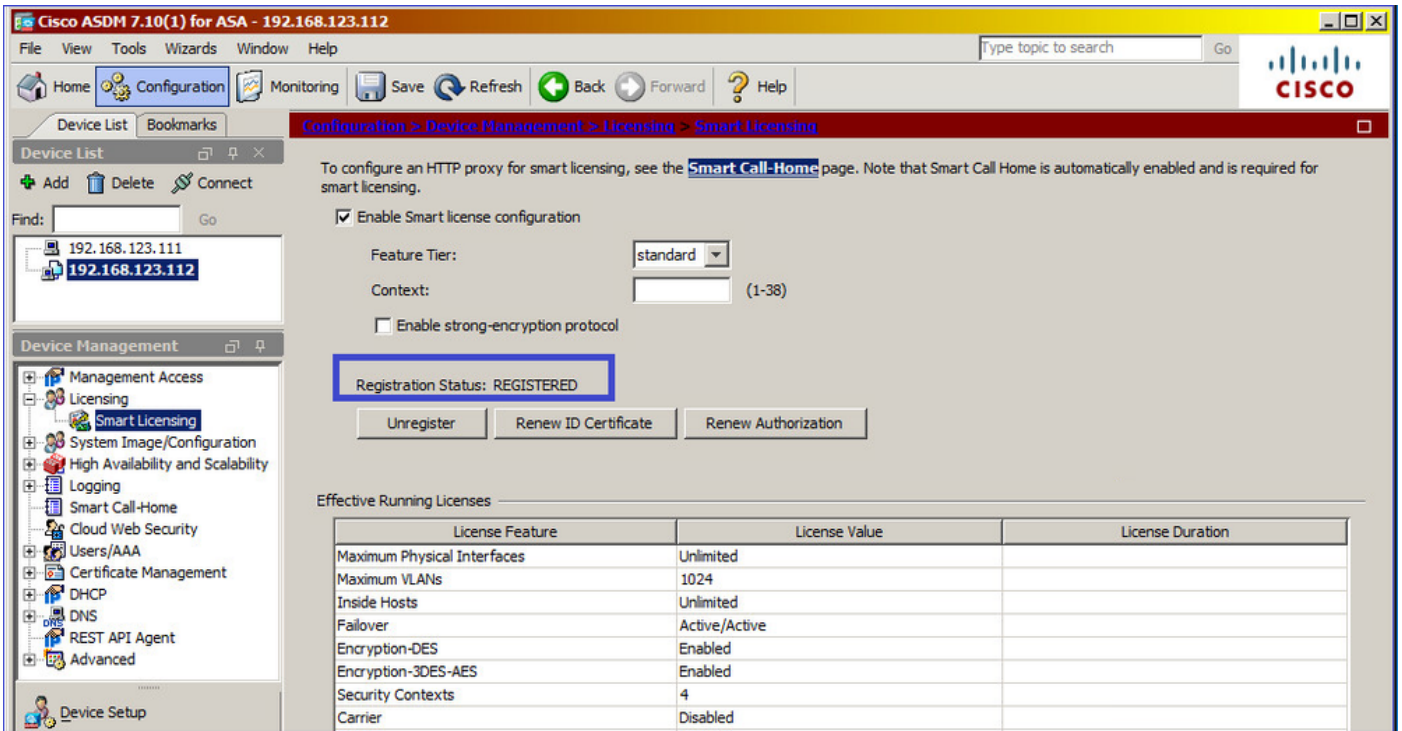 Cisco ASDM 7.10(1) for ASA - 192.168.123.112
File View Tools Wizards Window Help
Type topic to search Go
Home Configuration Monitoring Save Refresh Back Forward Help
CISCO
Device List Bookmarks
Configuration > Device Management > Licensing > Smart Licensing
Device List
Add Delete Connect
Find: Go
192.168.123.111
192.168.123.112
To configure an HTTP proxy for smart licensing, see the Smart Call-Home page. Note that Smart Call Home is automatically enabled and is required for
smart licensing.
Enable Smart license configuration
Feature Tier: standard
Context: (1-38)
Enable strong-encryption protocol
Registration Status: REGISTERED
Unregister Renew ID Certificate Renew Authorization
Device Management
Management Access
Licensing
Smart Licensing
System Image/Configuration
High Availability and Scalability
Logging
Smart Call-Home
Cloud Web Security
Users/AAA
Certificate Management
DHCP
DNS
DNS
REST API Agent
Advanced
Device Setup
Effective Running Licenses
License Feature License Value License Duration
Maximum Physical Interfaces Unlimited
Maximum VLANs 1024
Inside Hosts Unlimited
Failover Active/Active
Encryption-DES Enabled
Encryption-3DES-AES Enabled
Security Contexts 4
Carrier Disabled